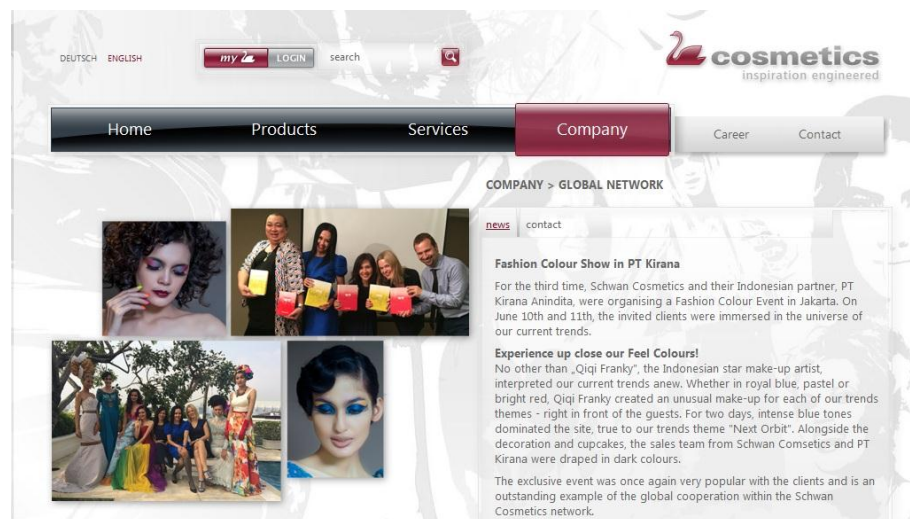 DEUTSCH ENGLISH
my LOGIN search
cosmetics
inspiration engineered
Home Products Services Company Career Contact
COMPANY > GLOBAL NETWORK
news contact
Fashion Colour Show in PT Kirana
For the third time, Schwan Cosmetics and their Indonesian partner, PT
Kirana Anindita, were organising a Fashion Colour Event in Jakarta. On
June 10th and 11th, the invited clients were immersed in the universe of
our current trends.
Experience up close our Feel Colours!
No other than „Qiqi Franky", the Indonesian star make-up artist,
interpreted our current trends anew. Whether in royal blue, pastel or
bright red, Qiqi Franky created an unusual make-up for each of our trends
themes - right in front of the guests. For two days, intense blue tones
dominated the site, true to our trends theme "Next Orbit". Alongside the
decoration and cupcakes, the sales team from Schwan Comsetics and PT
Kirana were draped in dark colours.
The exclusive event was once again very popular with the clients and is an
outstanding example of the global cooperation within the Schwan
Cosmetics network.